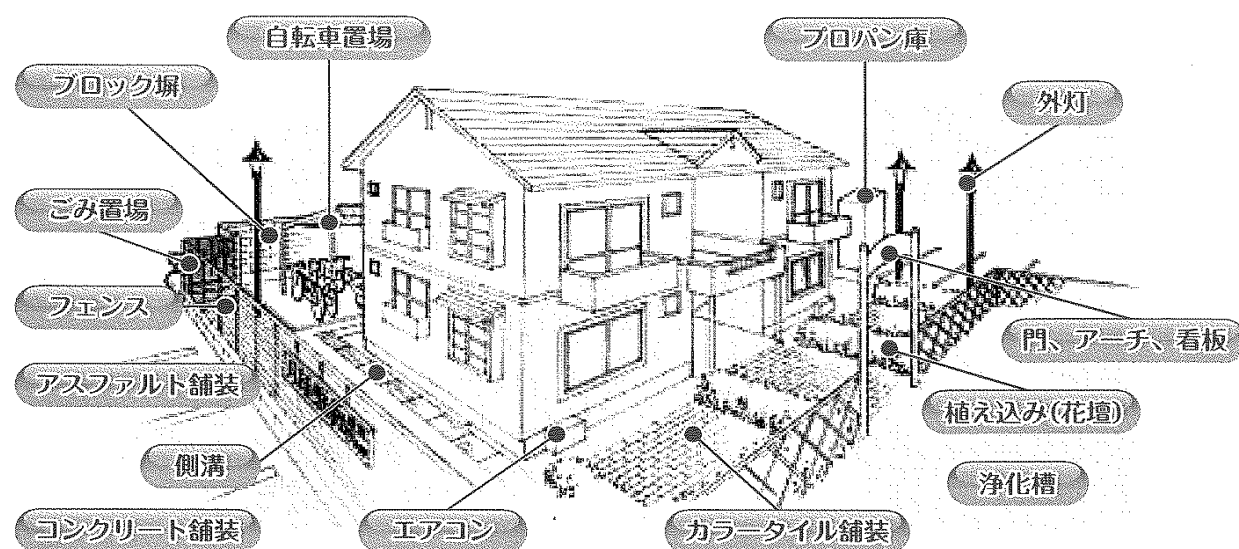 自転車置場
プロパン庫
ブロック塀
外灯
ごみ置場
フェンス
門、アーチ、看板
アスファルト舗装
植え込み(花壇)
側溝
浄化槽
コンクリート舗装
エアコン
カラータイル舗装